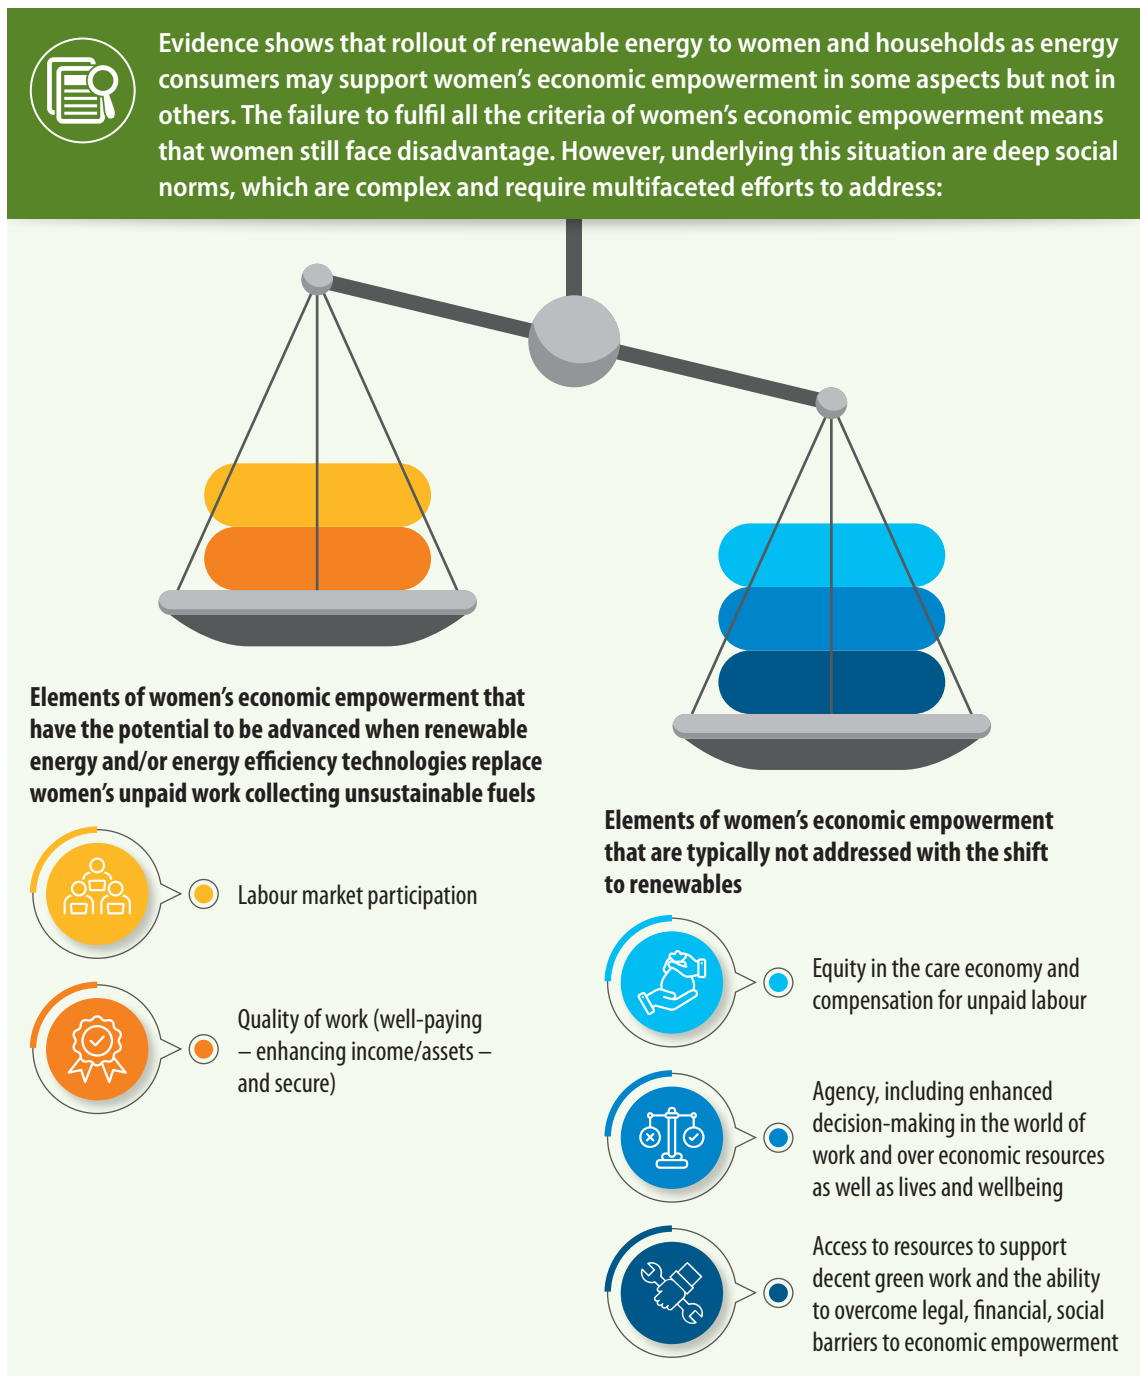 Evidence shows that rollout of renewable energy to women and households as energy
consumers may support women’s economic empowerment in some aspects but not in
others. The failure to fulfil all the criteria of women’s economic empowerment means
that women still face disadvantage. However, underlying this situation are deep social
norms, which are complex and require multifaceted efforts to address:
Elements of women’s economic empowerment that
have the potential to be advanced when renewable
energy and/or energy efficiency technologies replace
women’s unpaid work collecting unsustainable fuels
Labour market participation
Quality of work (well-paying
– enhancing income/assets –
and secure)
Elements of women’s economic empowerment
that are typically not addressed with the shift
to renewables
Equity in the care economy and
compensation for unpaid labour
Agency, including enhanced
decision-making in the world of
work and over economic resources
as well as lives and wellbeing
Access to resources to support
decent green work and the ability
to overcome legal, financial, social
barriers to economic empowerment